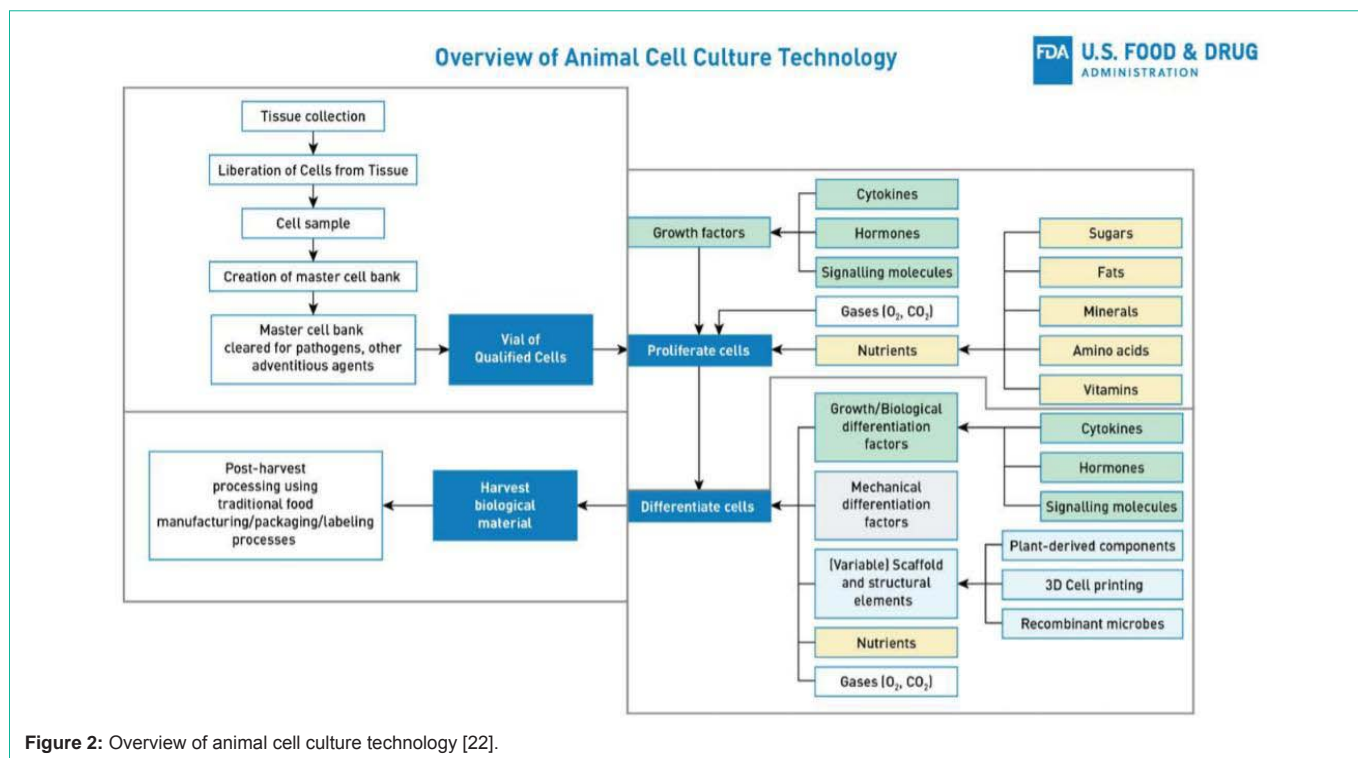 Overview of Animal Cell Culture Technology
FDA U.S. FOOD & DRUG
ADMINISTRATION
Tissue collection
Liberation of Cells from Tissue
Cell sample
Creation of master cell bank
Master cell bank
cleared for pathogens, other
adventitious agents
Vial of
Qualified Cells
Growth factors
Cytokines
Hormones
Signalling molecules
Gases (O₂, CO₂)
Proliferate cells
Nutrients
Sugars
Fats
Minerals
Amino acids
Vitamins
Growth/Biological
differentiation
factors
Cytokines
Hormones
Signalling molecules
Mechanical
differentiation
factors
Differentiate cells
Harvest
biological
material
Post-harvest
processing using
traditional food
manufacturing/packaging/labeling
processes
(Variable) Scaffold
and structural
elements
Plant-derived components
3D Cell printing
Recombinant microbes
Nutrients
Gases (O₂, CO₂)
Figure 2: Overview of animal cell culture technology [22].